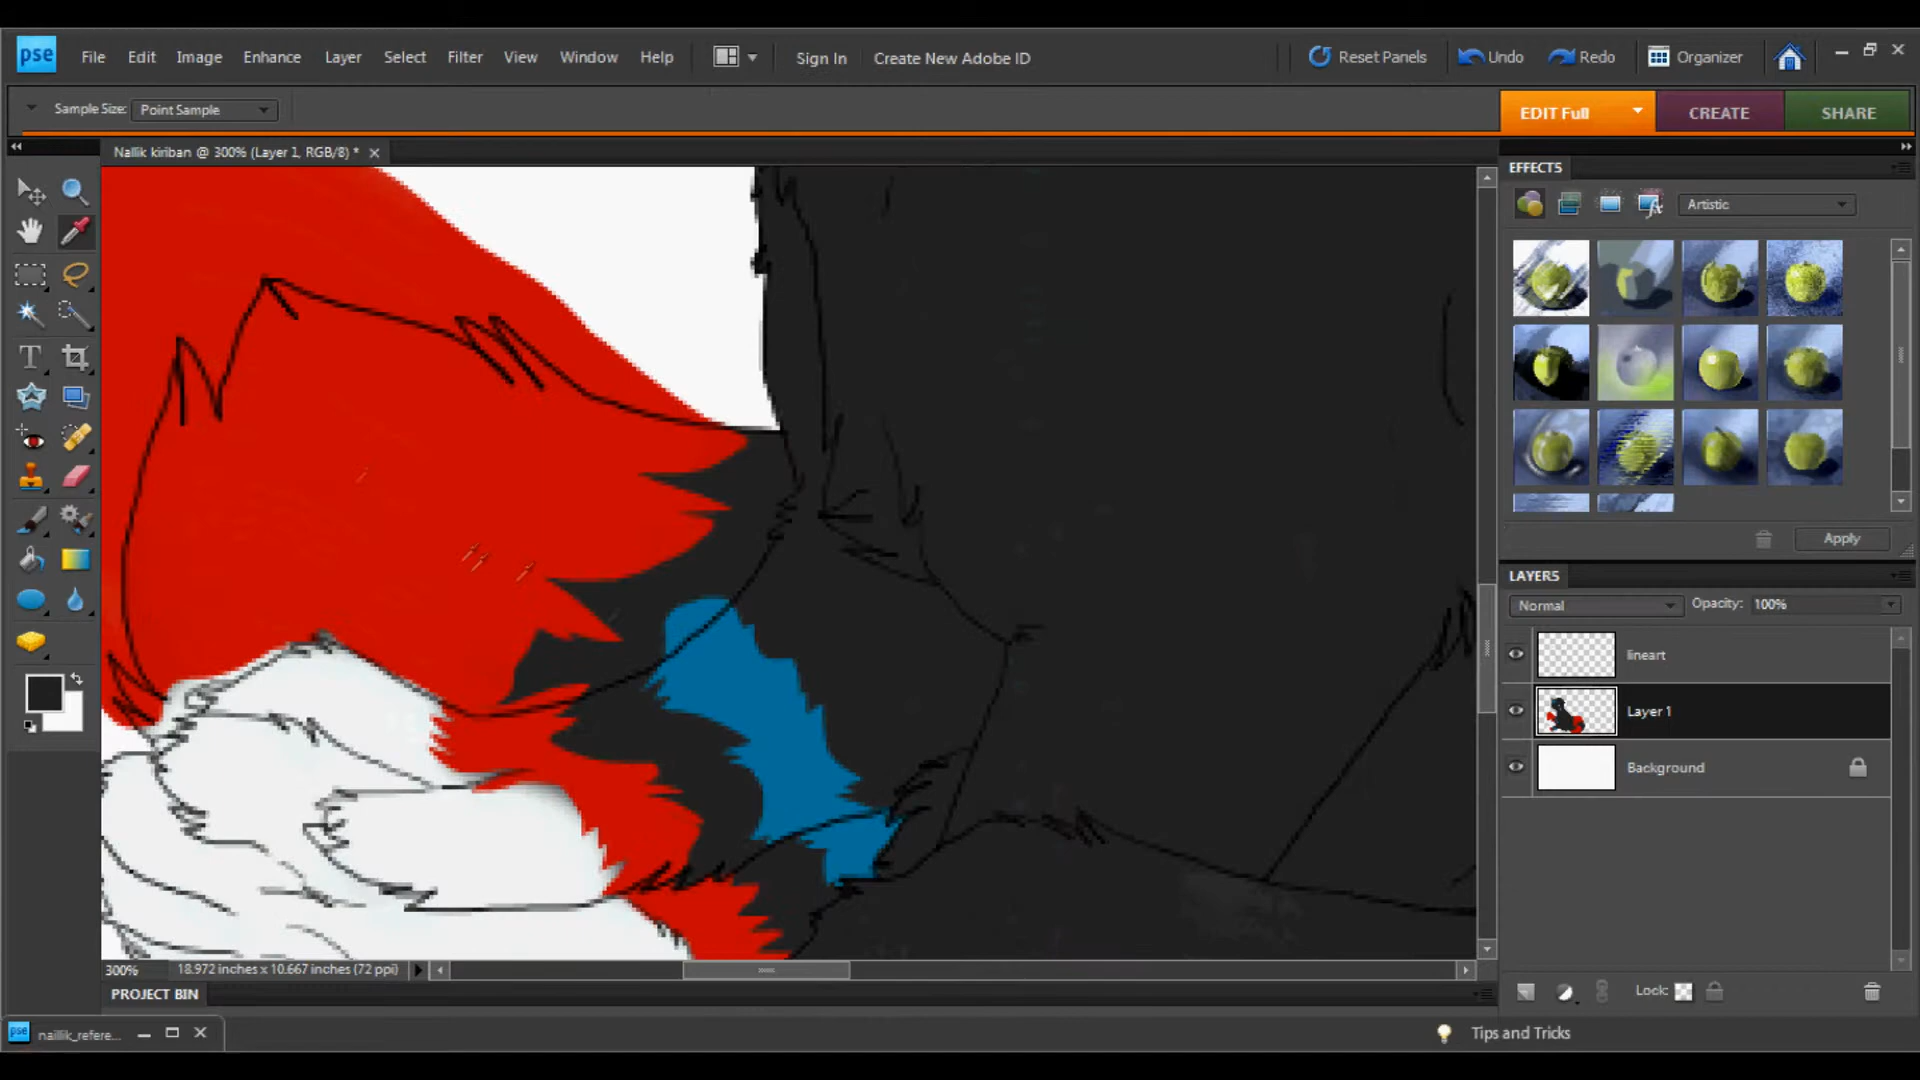 pse File Edit Image Enhance Layer Select Filter View Window Help Sign In Create New Adobe ID Reset Panels Undo Redo Organizer
Sample Size: Point Sample EDIT Full CREATE SHARE
Nallik kiriban @ 300% (Layer 1, RGB/8) *
EFFECTS
Artistic
Apply
LAYERS
Normal Opacity: 100%
lineart
Layer 1
Background
300% 18.972 inches x 10.667 inches (72 ppi)
Lock:
PROJECT BIN
pse naillik_refere...
Tips and Tricks